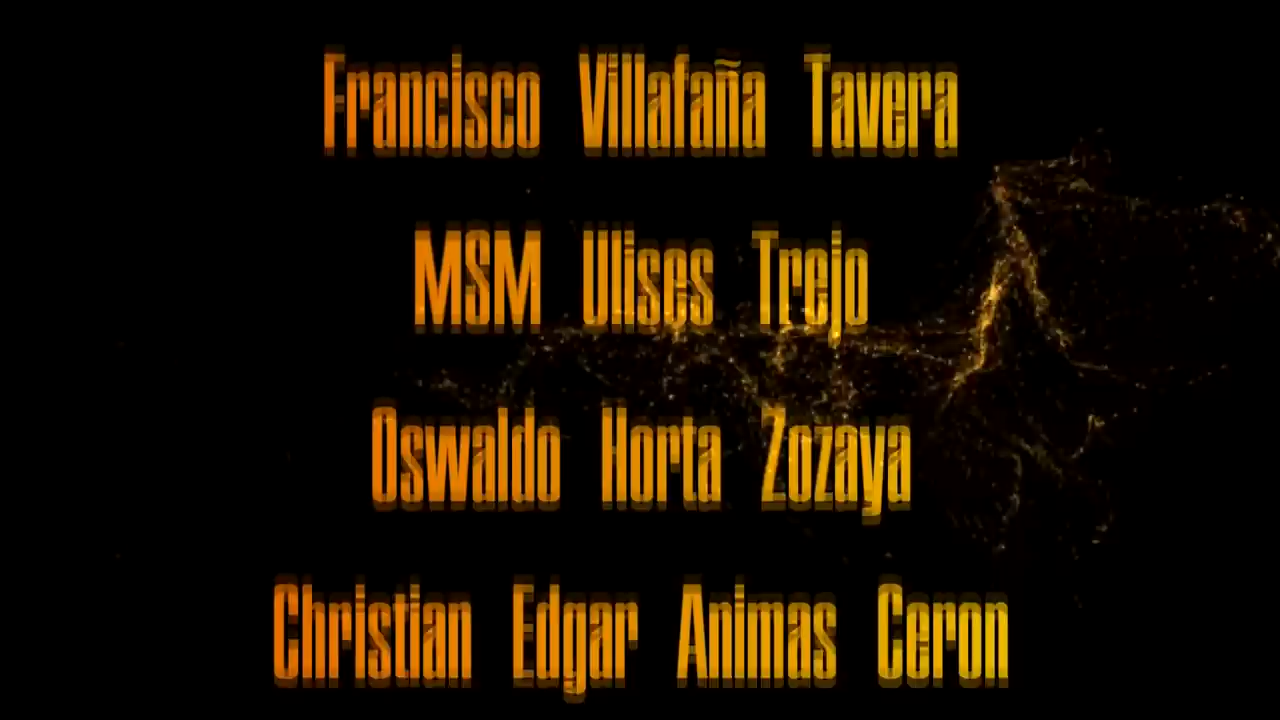 Francisco Villafaña Tavera
MSM Ulises Trejo
Oswaldo Horta Zozaya
Christian Edgar Animas Ceron